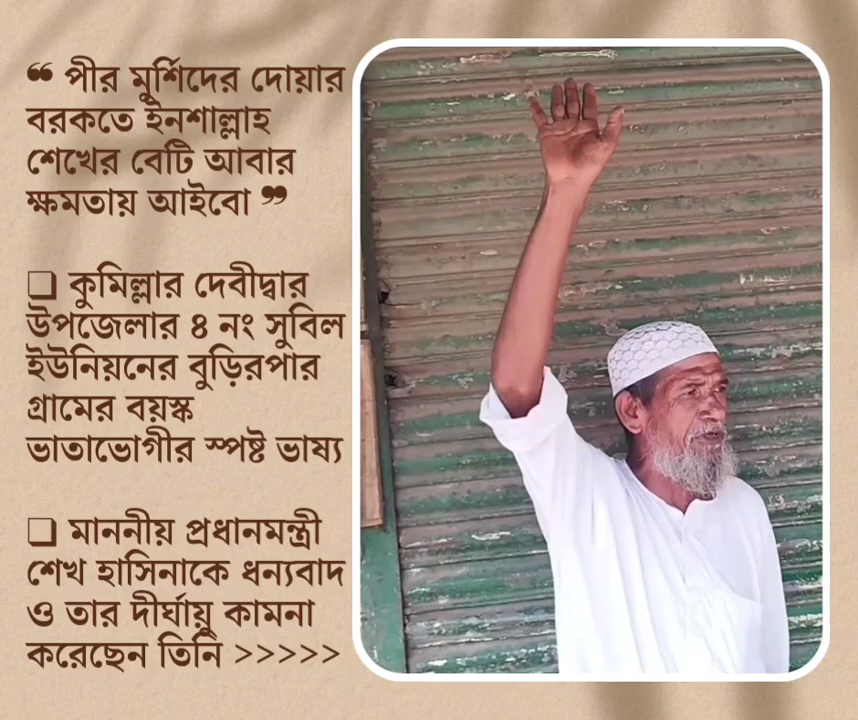 ❝ পীর মুর্শিদের দোয়ার
বরকতে ইনশাল্লাহ
শেখের বেটি আবার
ক্ষমতায় আইবো ❞
❑ কুমিল্লার দেবীদ্বার
উপজেলার ৪ নং সুবিল
ইউনিয়নের বুড়িরপার
গ্রামের বয়স্ক
ভাতাভোগীর স্পষ্ট ভাষ্য
❑ মাননীয় প্রধানমন্ত্রী
শেখ হাসিনাকে ধন্যবাদ
ও তার দীর্ঘায়ু কামনা
করেছেন তিনি >>>>>